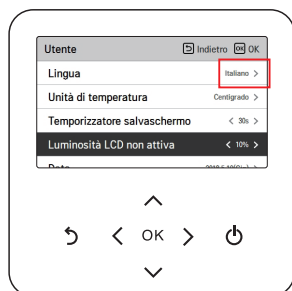 Utente Indietro OK OK
Lingua Italiano >
Unità di temperatura Centigrado >
Temporizzatore salvaschermo < 30s >
Luminosità LCD non attiva < 10% >
OK